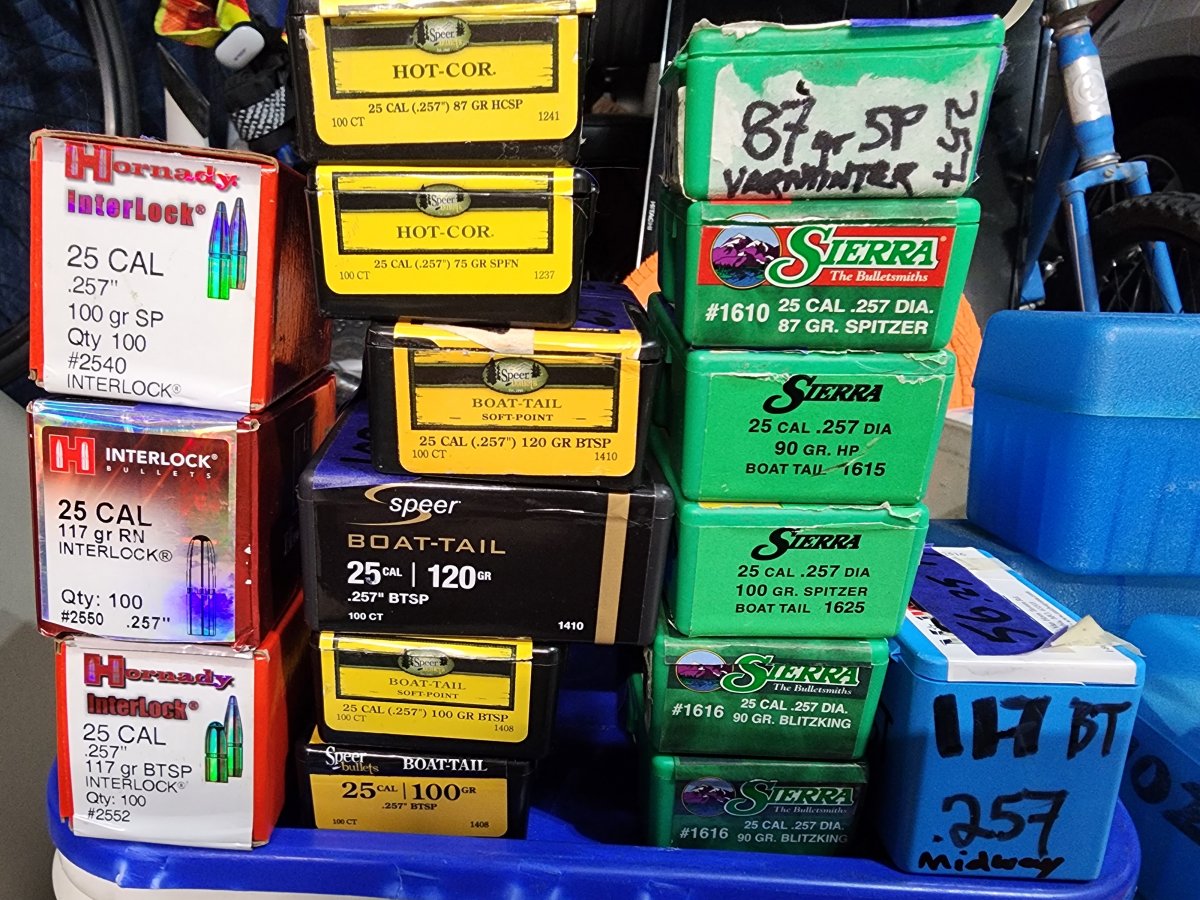 Hornady
InterLock®
25 CAL
.257"
100 gr SP
Qty 100
#2540
INTERLOCK®
H INTERLOCK®
BULLETS
25 CAL
117 gr RN
INTERLOCK®
Qty: 100
#2550 .257"
Hornady
InterLock®
25 CAL
.257"
117 gr BTSP
INTERLOCK®
Qty: 100
#2552
Speer
bullets
HOT-COR.
25 CAL (.257") 87 GR HCSP
100 CT 1241
Speer
bullets
HOT-COR.
25 CAL (.257") 75 GR SPFN
100 CT 1237
Speer
bullets
BOAT-TAIL
SOFT-POINT
25 CAL (.257") 120 GR BTSP
100 CT 1410
speer
BOAT-TAIL
25 CAL | 120 GR
.257" BTSP
100 CT 1410
Speer
bullets
BOAT-TAIL
SOFT-POINT
25 CAL (.257") 100 GR BTSP
100 CT 1408
Speer bullets BOAT-TAIL
25 CAL | 100 GR
.257" BTSP
100 CT 1408
87 gr SP
VARMINTER
257
SIERRA®
The Bulletsmiths
#1610 25 CAL .257 DIA.
87 GR. SPITZER
SIERRA
25 CAL .257 DIA
90 GR. HP
BOAT TAIL 1615
SIERRA
25 CAL .257 DIA
100 GR. SPITZER
BOAT TAIL 1625
SIERRA
The Bulletsmiths
#1616 25 CAL .257 DIA.
90 GR. BLITZKING
SIERRA
The Bulletsmiths
#1616 25 CAL .257 DIA.
90 GR. BLITZKING
HITACHI
117 BT
.257
Midway